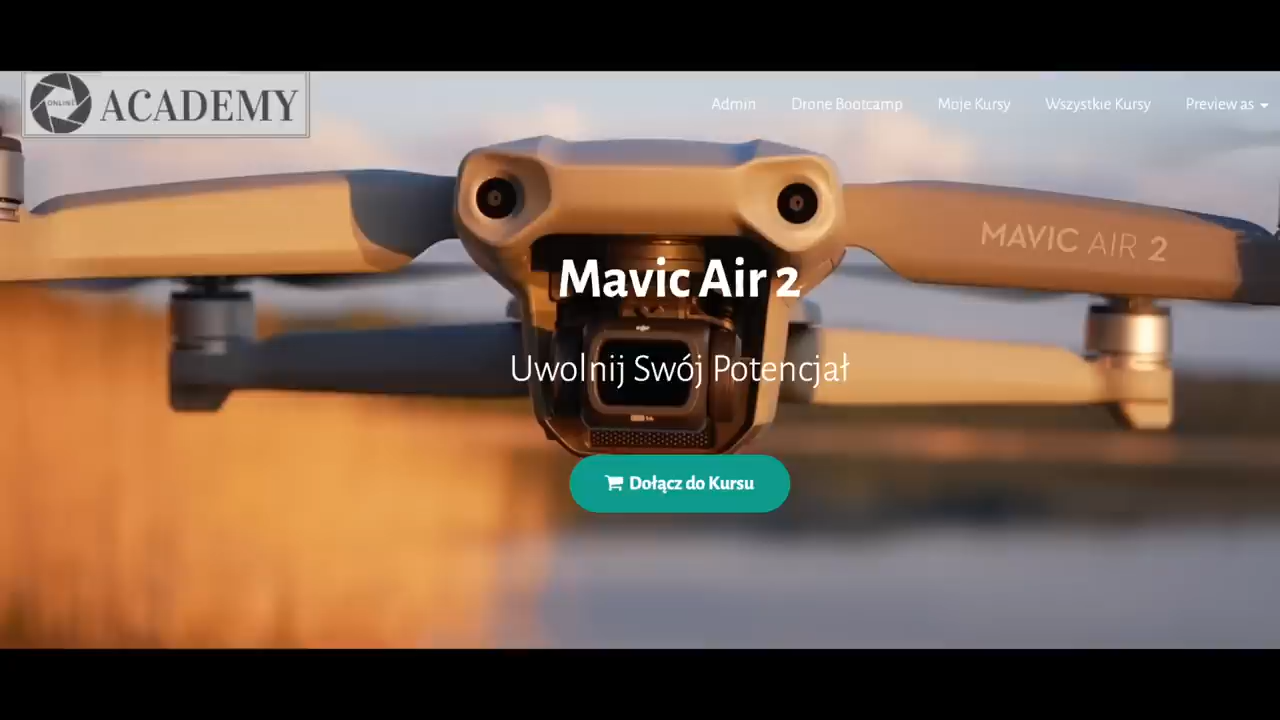 ONLINE
ACADEMY
Admin
Drone Bootcamp
Moje Kursy
Wszystkie Kursy
Preview as
MAVIC AIR 2
Mavic Air 2
dji
Uwolnij Swój Potencjał
Dołącz do Kursu